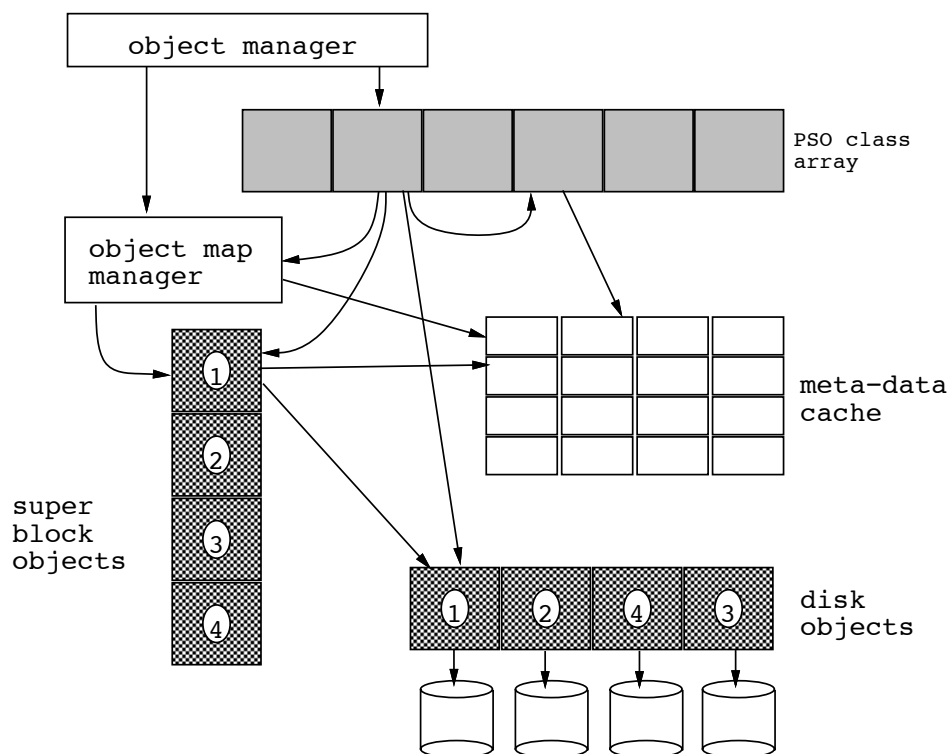 object manager
PSO class
array
object map
manager
1
2
3
4
meta-data
cache
super
block
objects
1 2 4 3
disk
objects